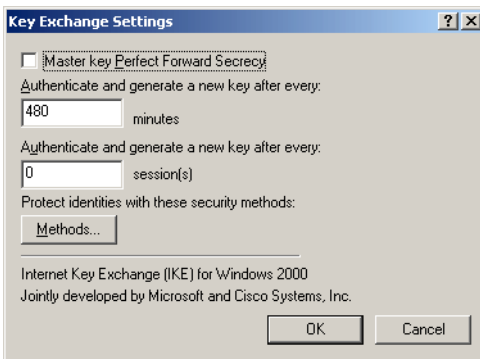 Key Exchange Settings
Master key Perfect Forward Secrecy
Authenticate and generate a new key after every:
480 minutes
Authenticate and generate a new key after every:
0 session(s)
Protect identities with these security methods:
Methods...
Internet Key Exchange (IKE) for Windows 2000
Jointly developed by Microsoft and Cisco Systems, Inc.
OK Cancel